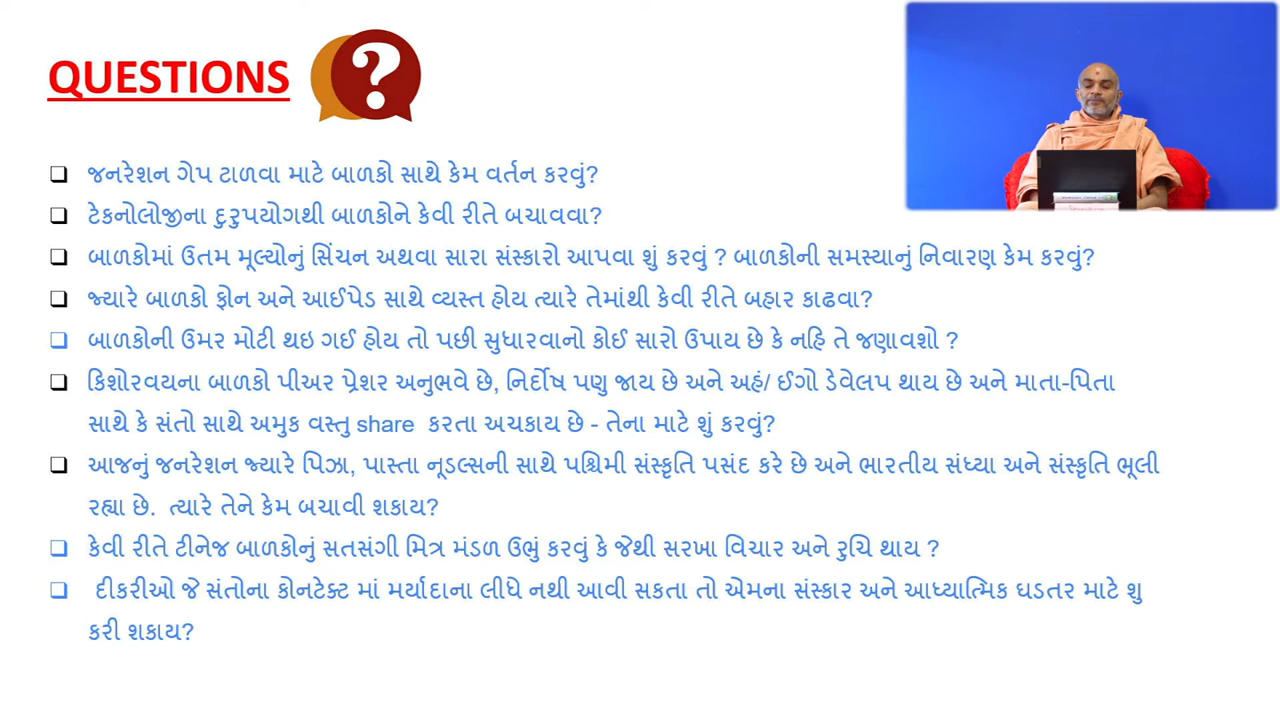 QUESTIONS
જનરેશન ગેપ ટાળવા માટે બાળકો સાથે કેમ વર્તન કરવું?
ટેકનોલોજીના દુરુપયોગથી બાળકોને કેવી રીતે બચાવવા?
બાળકોમાં ઉતમ મૂલ્યોનું સિંચન અથવા સારા સંસ્કારો આપવા શું કરવું ? બાળકોની સમસ્યાનું નિવારણ કેમ કરવું?
જ્યારે બાળકો ફોન અને આઈપેડ સાથે વ્યસ્ત હોય ત્યારે તેમાંથી કેવી રીતે બહાર કાઢવા?
બાળકોની ઉમર મોટી થઇ ગઈ હોય તો પછી સુધારવાનો કોઈ સારો ઉપાય છે કે નહિ તે જણાવશો ?
કિશોરવયના બાળકો પીઅર પ્રેશર અનુભવે છે, નિર્દોષ પણુ જાય છે અને અહં/ ઈગો ડેવેલપ થાય છે અને માતા-પિતા
સાથે કે સંતો સાથે અમુક વસ્તુ share કરતા અચકાય છે - તેના માટે શું કરવું?
આજનું જનરેશન જ્યારે પિઝા, પાસ્તા નૂડલ્સની સાથે પશ્ચિમી સંસ્કૃતિ પસંદ કરે છે અને ભારતીય સંધ્યા અને સંસ્કૃતિ ભૂલી
રહ્યા છે. ત્યારે તેને કેમ બચાવી શકાય?
કેવી રીતે ટીનેજ બાળકોનું સતસંગી મિત્ર મંડળ ઉભું કરવું કે જેથી સરખા વિચાર અને રુચિ થાય ?
દીકરીઓ જે સંતોના કોનટેક્ટ માં મર્યાદાના લીધે નથી આવી સકતા તો એમના સંસ્કાર અને આધ્યાત્મિક ઘડતર માટે શુ
કરી શકાય?